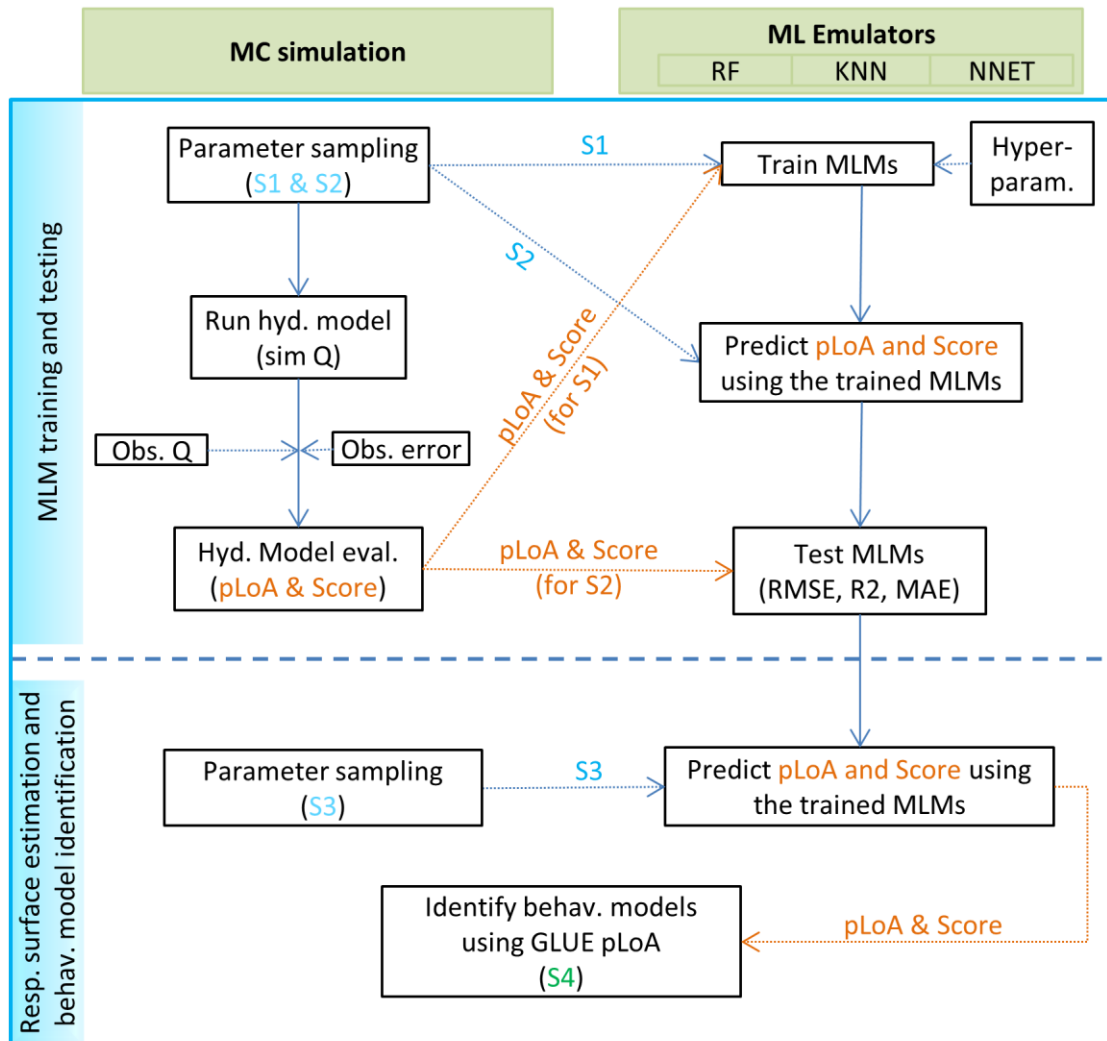 MC simulation
ML Emulators
RF
KNN
NNET
MLM training and testing
Parameter sampling
(S1 & S2)
S1
Train MLMs
Hyper-
param.
S2
Run hyd. model
(sim Q)
pLoA & Score
(for S1)
Predict pLoA and Score
using the trained MLMs
Obs. Q
Obs. error
Hyd. Model eval.
(pLoA & Score)
pLoA & Score
(for S2)
Test MLMs
(RMSE, R2, MAE)
Resp. surface estimation and
behav. model identification
Parameter sampling
(S3)
S3
Predict pLoA and Score using
the trained MLMs
Identify behav. models
using GLUE pLoA
(S4)
pLoA & Score